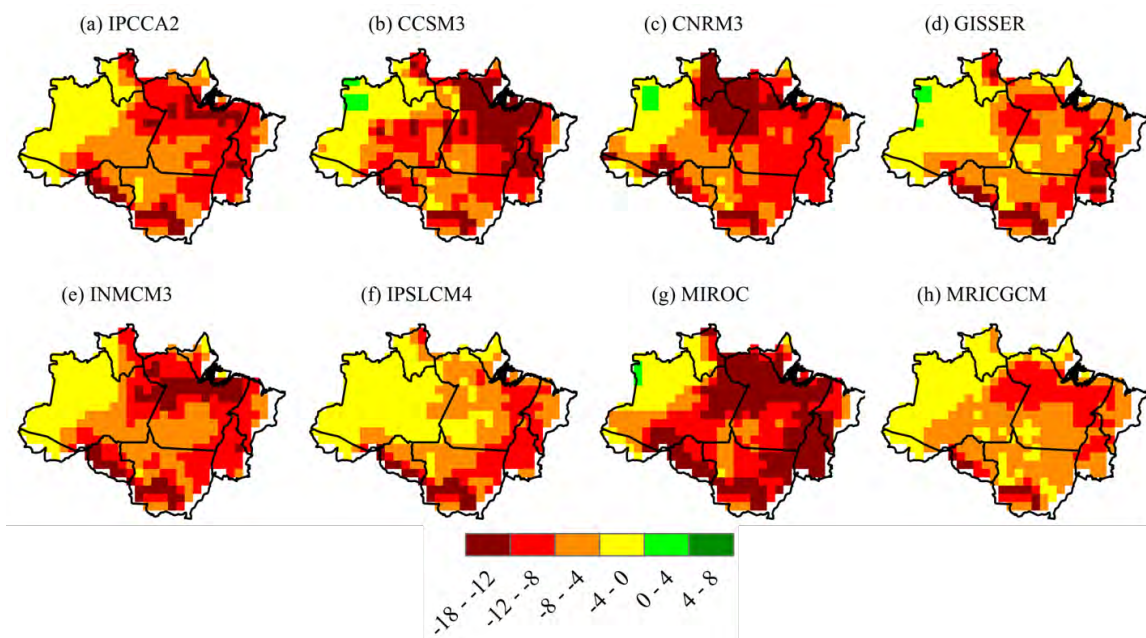 (a) IPCCA2
(b) CCSM3
(c) CNRM3
(d) GISSER
(e) INMCM3
(f) IPSLCM4
(g) MIROC
(h) MRICGCM
-18 - -12
-12 - -8
-8 - -4
-4 - 0
0 - 4
4 - 8